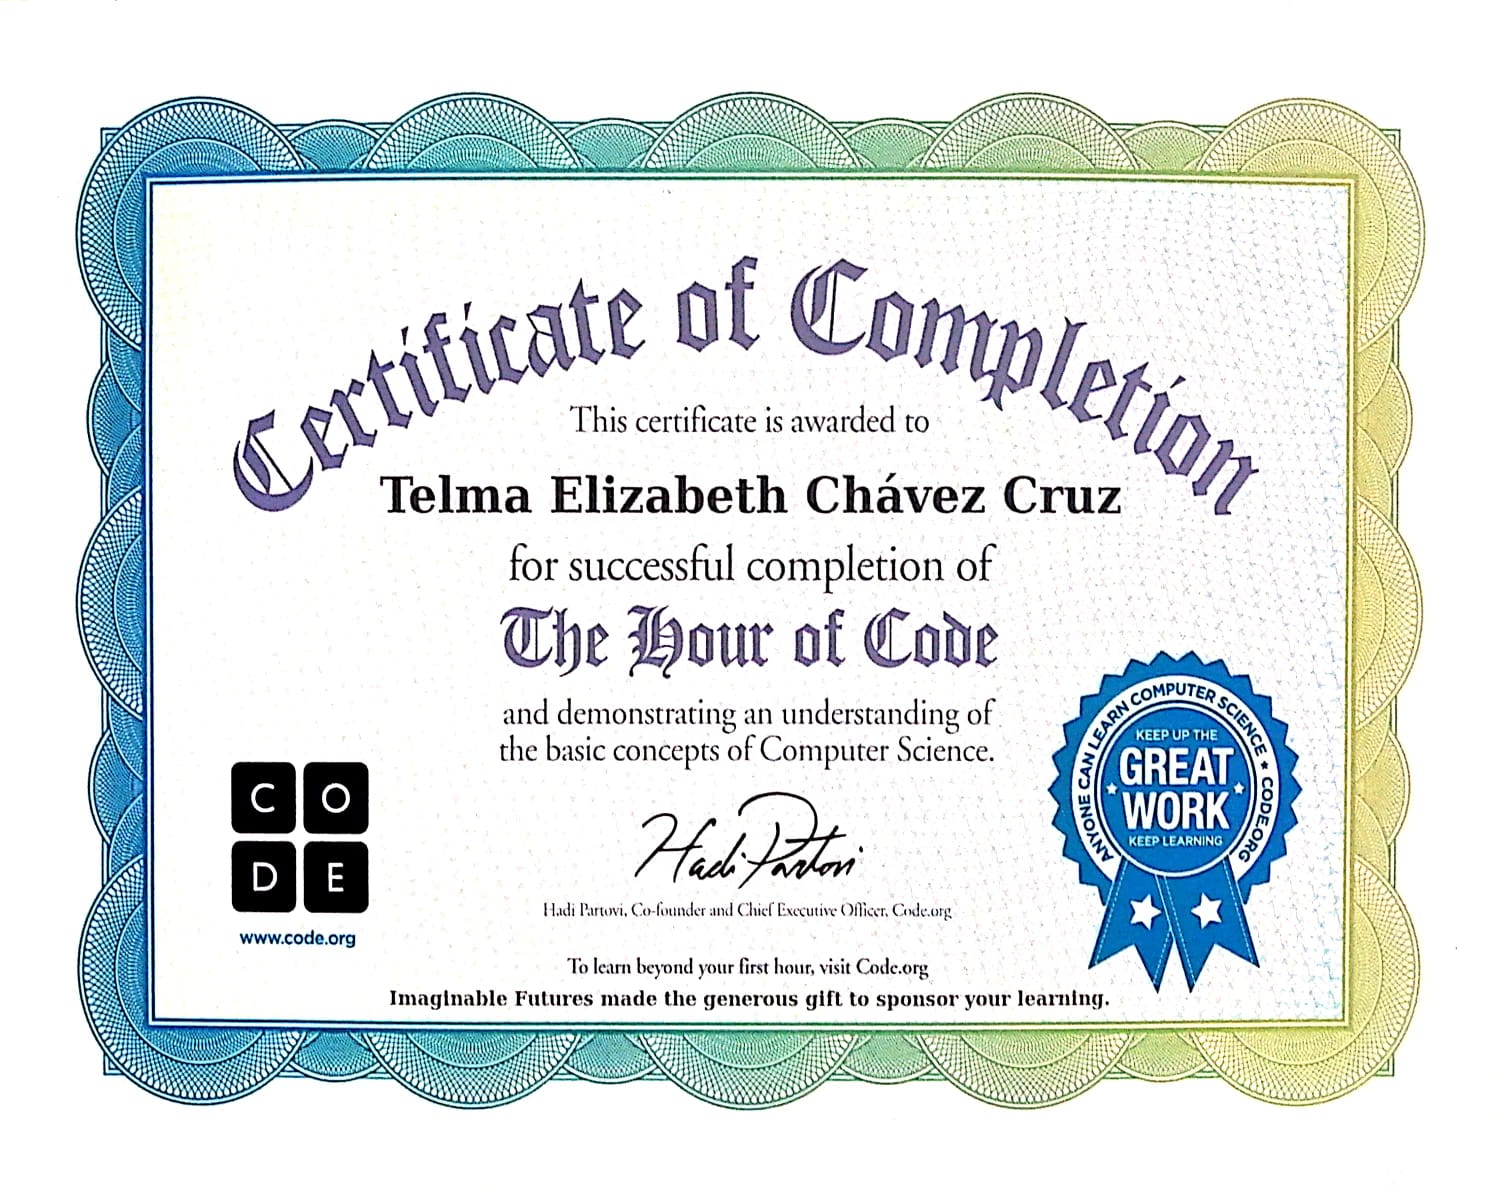 Certificate of Completion
This certificate is awarded to
Telma Elizabeth Chávez Cruz
for successful completion of
The Hour of Code
and demonstrating an understanding of
the basic concepts of Computer Science.
Hadi Partovi
Hadi Partovi, Co-founder and Chief Executive Officer, Code.org
To learn beyond your first hour, visit Code.org
Imaginable Futures made the generous gift to sponsor your learning.
C O
D E
www.code.org
ANYONE CAN LEARN COMPUTER SCIENCE ★ CODE.ORG
KEEP UP THE
GREAT
WORK
KEEP LEARNING